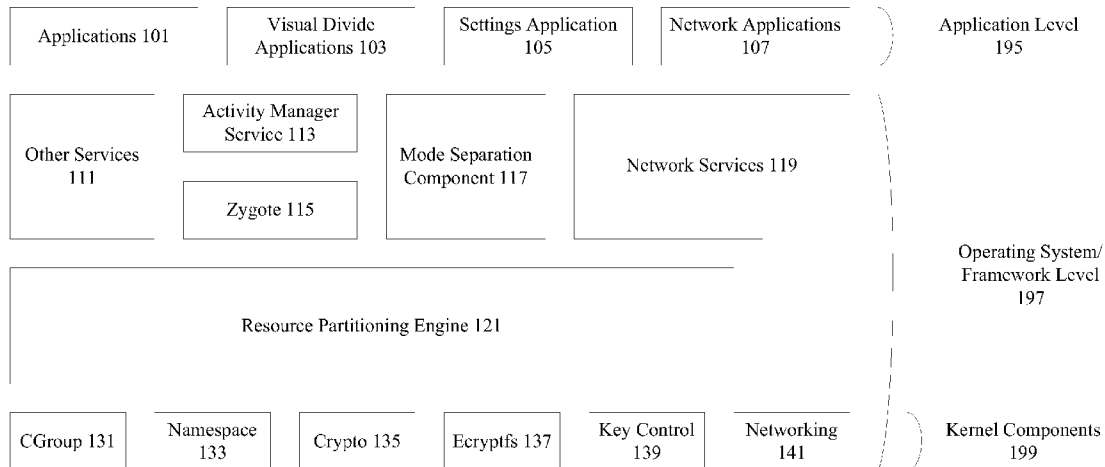 Applications 101
Visual Divide
Applications 103
Settings Application
105
Network Applications
107
Application Level
195
Other Services
111
Activity Manager
Service 113
Zygote 115
Mode Separation
Component 117
Network Services 119
Operating System/
Framework Level
197
Resource Partitioning Engine 121
CGroup 131
Namespace
133
Crypto 135
Ecryptfs 137
Key Control
139
Networking
141
Kernel Components
199